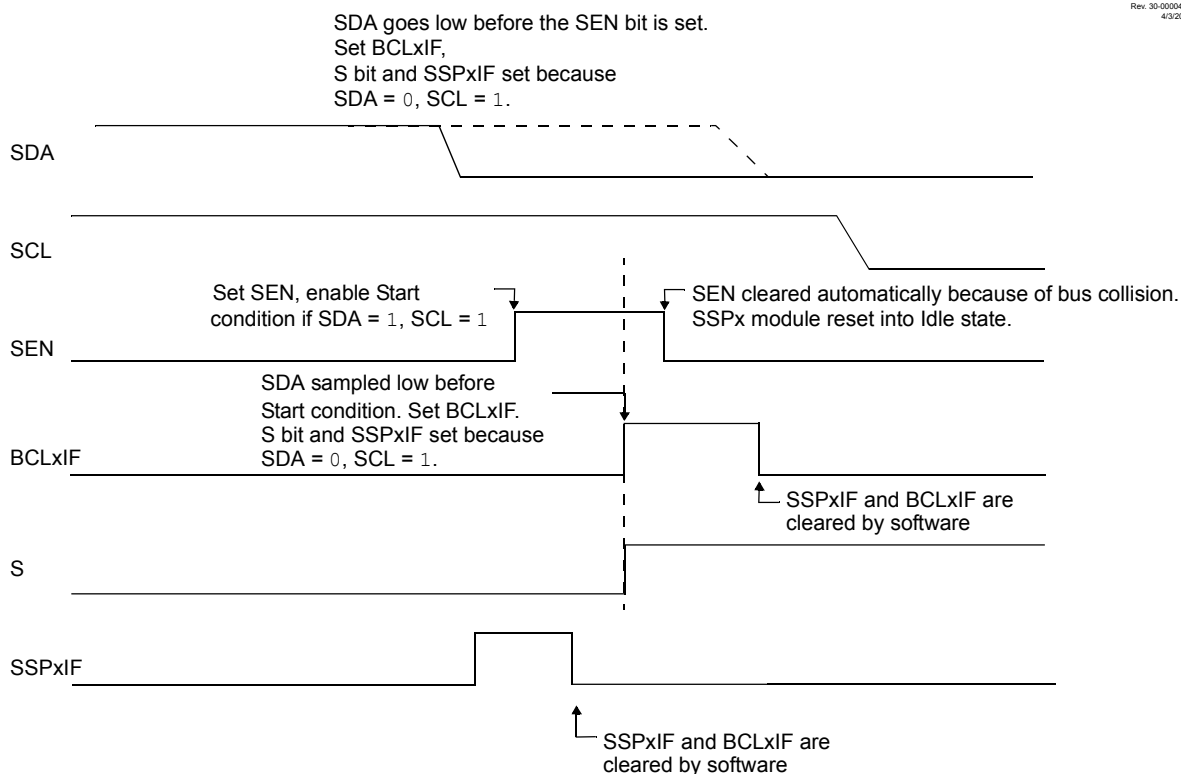 Rev. 30-00004
4/3/20
SDA goes low before the SEN bit is set.
Set BCLxIF,
S bit and SSPxIF set because
SDA = 0, SCL = 1.
SDA
SCL
Set SEN, enable Start
condition if SDA = 1, SCL = 1
SEN cleared automatically because of bus collision.
SSPx module reset into Idle state.
SEN
SDA sampled low before
Start condition. Set BCLxIF.
S bit and SSPxIF set because
SDA = 0, SCL = 1.
BCLxIF
SSPxIF and BCLxIF are
cleared by software
S
SSPxIF
SSPxIF and BCLxIF are
cleared by software